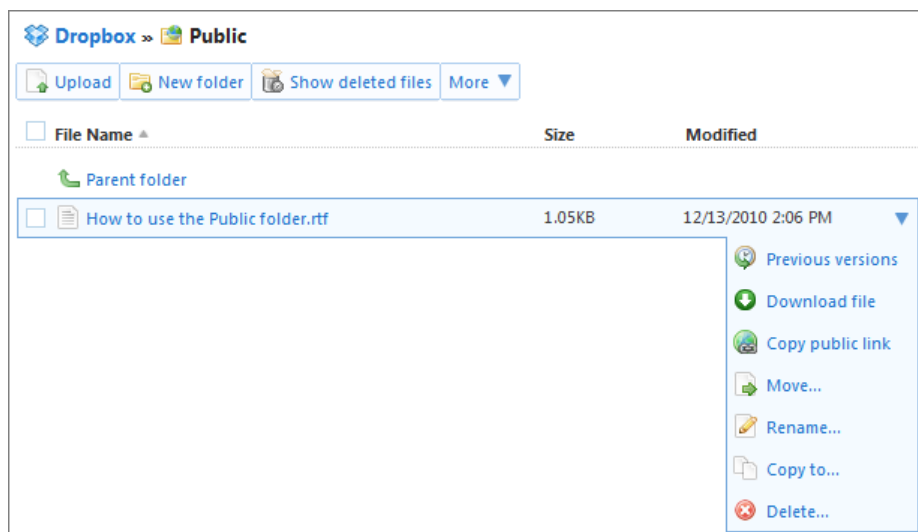 Dropbox » Public
Upload New folder Show deleted files More
File Name Size Modified
Parent folder
How to use the Public folder.rtf 1.05KB 12/13/2010 2:06 PM
Previous versions
Download file
Copy public link
Move...
Rename...
Copy to...
Delete...